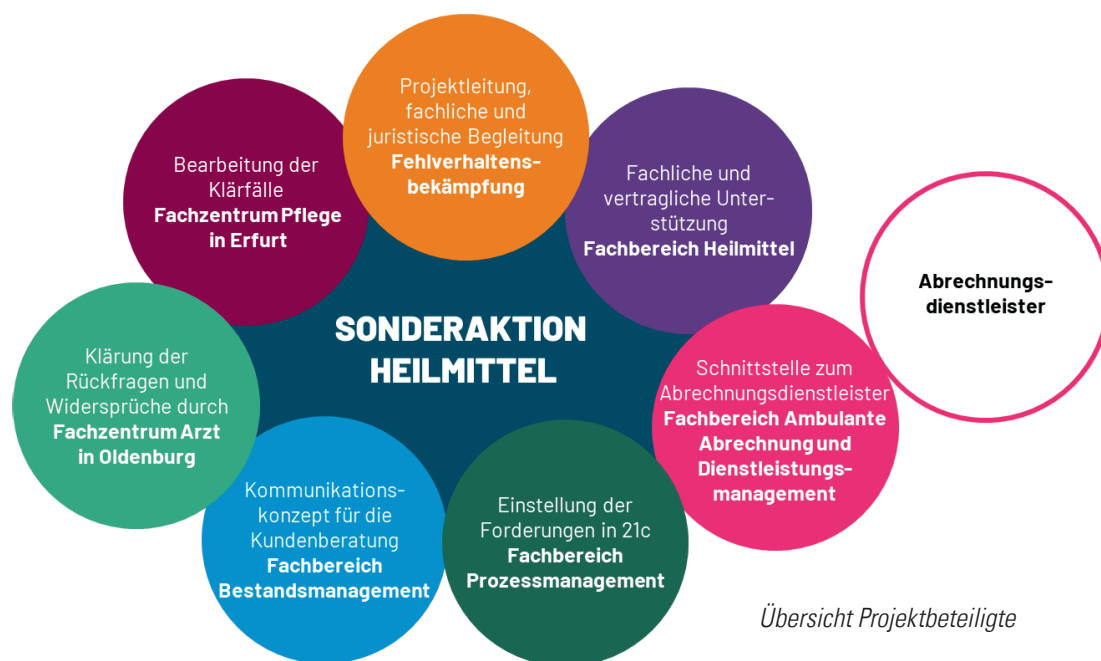 Projektleitung,
fachliche und
juristische Begleitung
Fehlverhaltens-
bekämpfung
Bearbeitung der
Klärfälle
Fachzentrum Pflege
in Erfurt
Fachliche und
vertragliche Unter-
stützung
Fachbereich Heilmittel
Abrechnungs-
dienstleister
SONDERAKTION
HEILMITTEL
Klärung der
Rückfragen und
Widersprüche durch
Fachzentrum Arzt
in Oldenburg
Schnittstelle zum
Abrechnungsdienstleister
Fachbereich Ambulante
Abrechnung und
Dienstleistungs-
management
Kommunikations-
konzept für die
Kundenberatung
Fachbereich
Bestandsmanagement
Einstellung der
Forderungen in 21c
Fachbereich
Prozessmanagement
Übersicht Projektbeteiligte